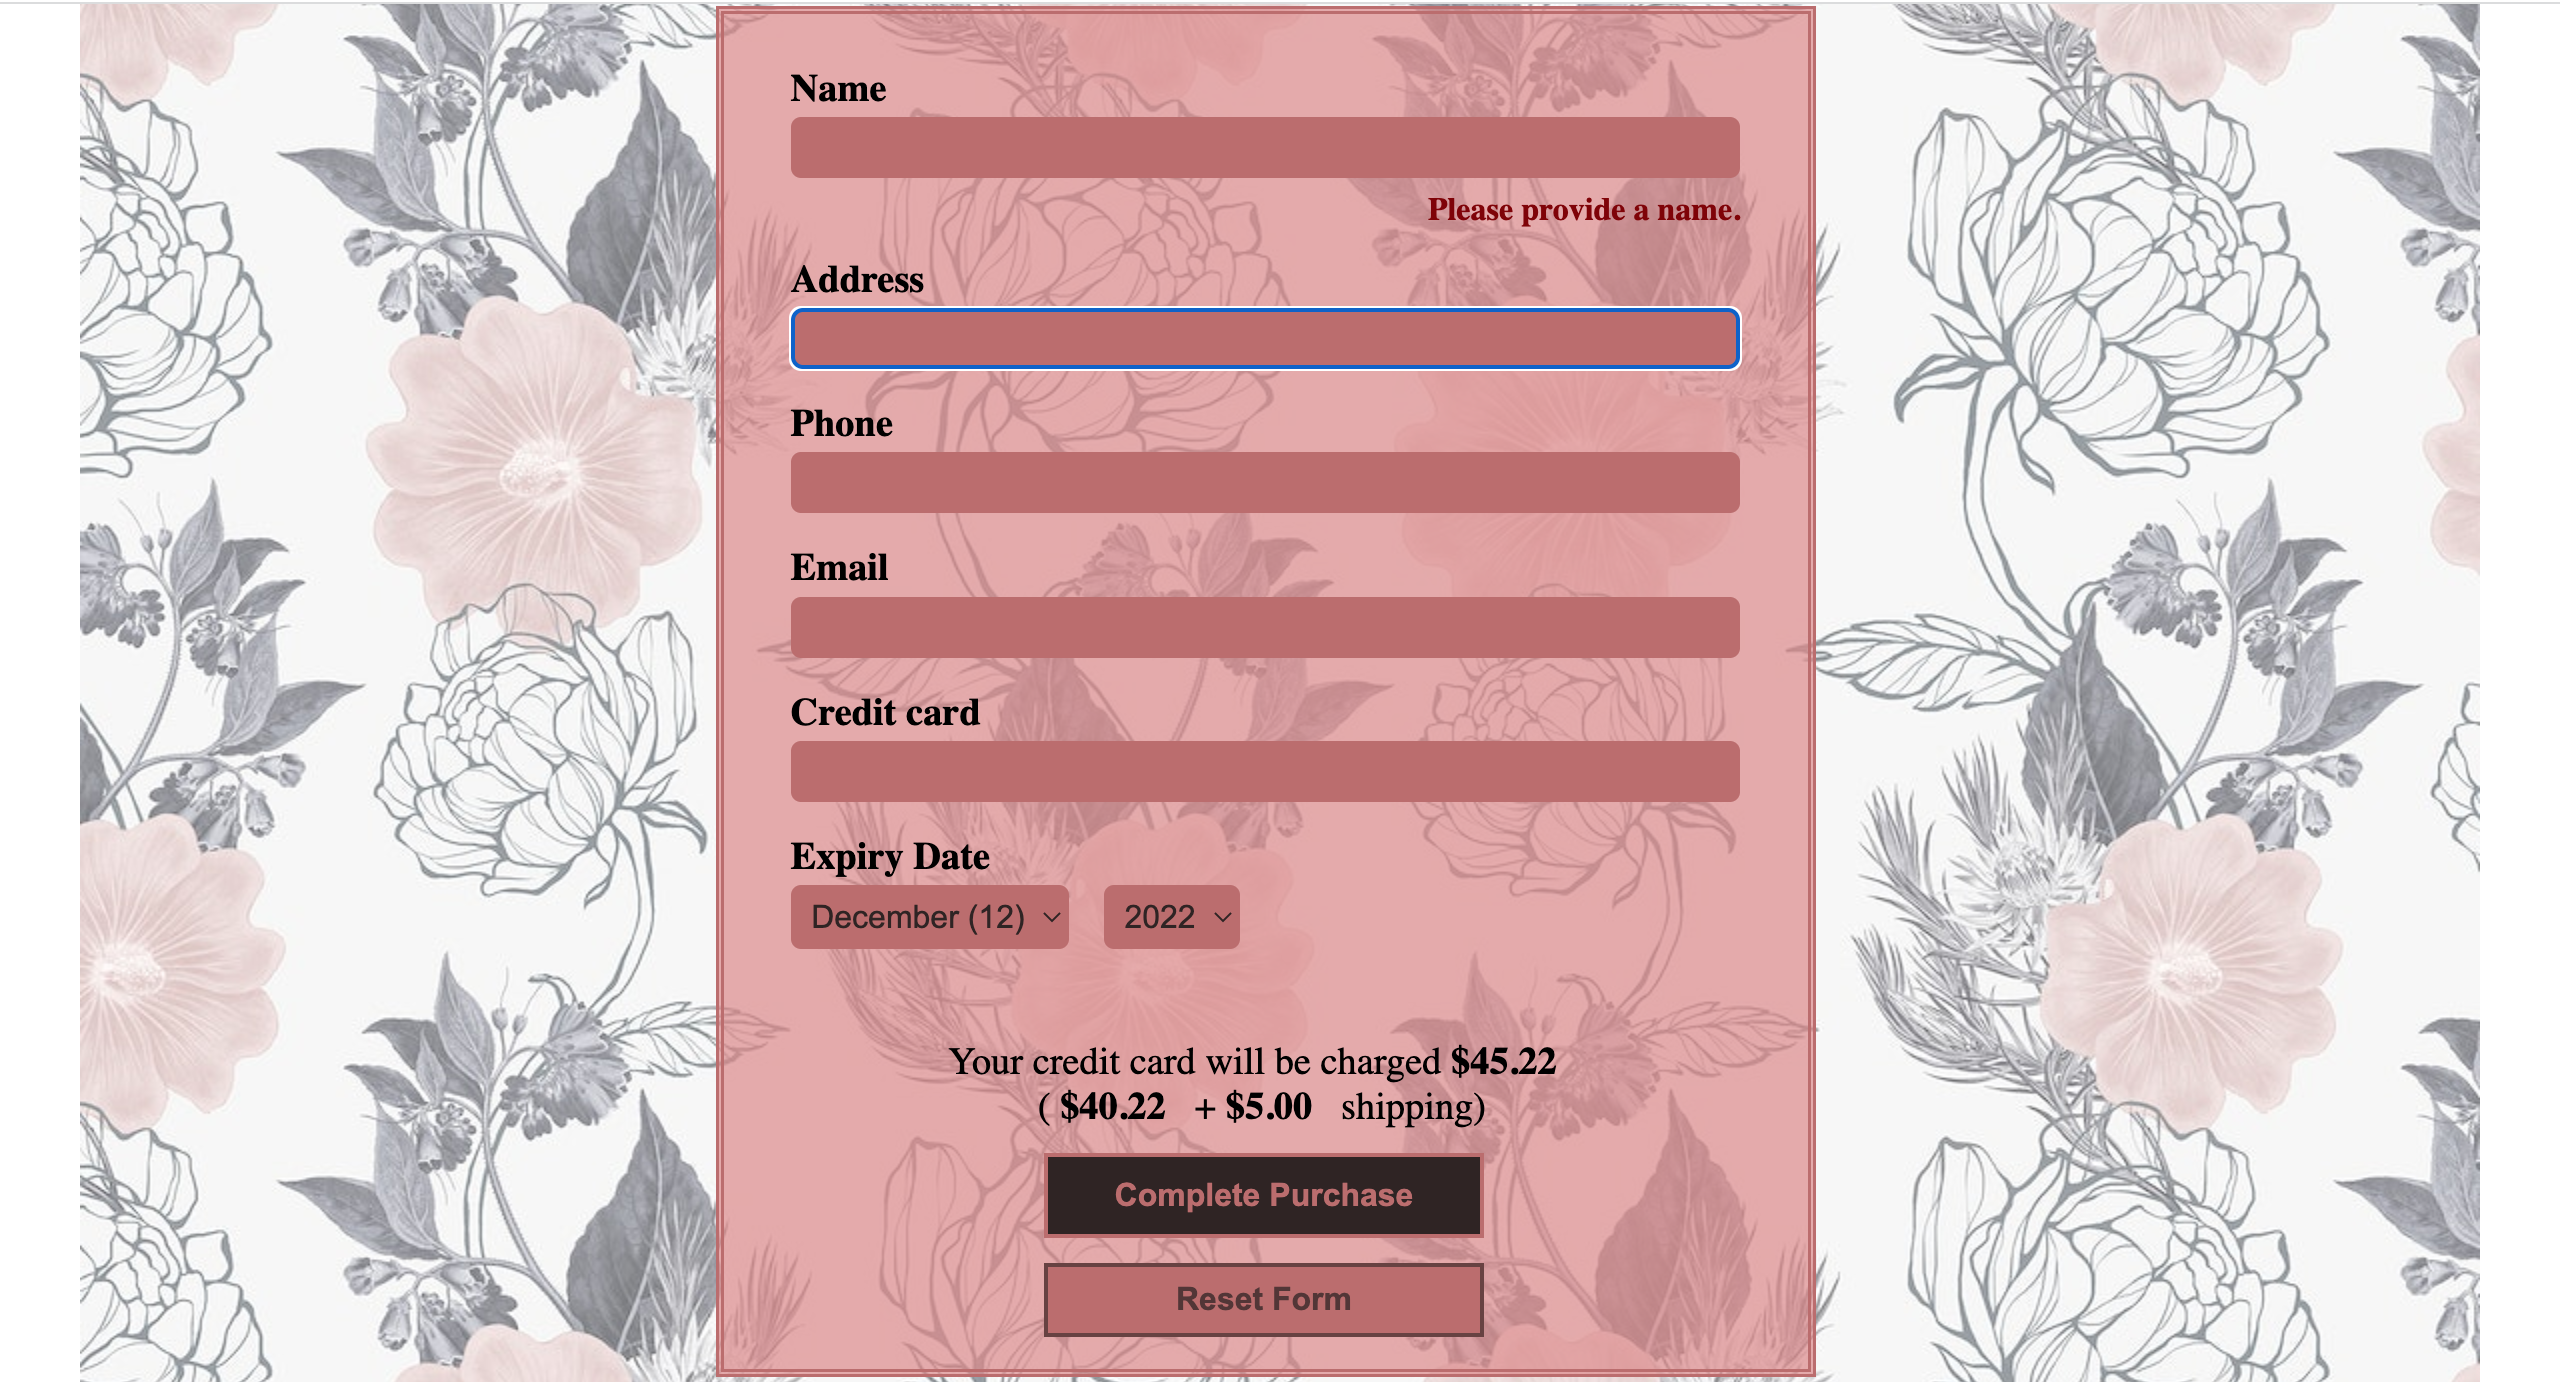 Name
Please provide a name.
Address
Phone
Email
Credit card
Expiry Date
December (12) 2022
Your credit card will be charged $45.22
( $40.22 + $5.00 shipping)
Complete Purchase
Reset Form